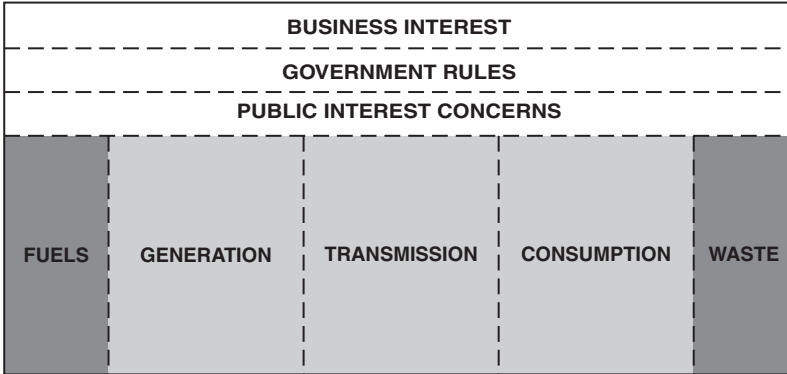 BUSINESS INTEREST
GOVERNMENT RULES
PUBLIC INTEREST CONCERNS
FUELS
GENERATION
TRANSMISSION
CONSUMPTION
WASTE